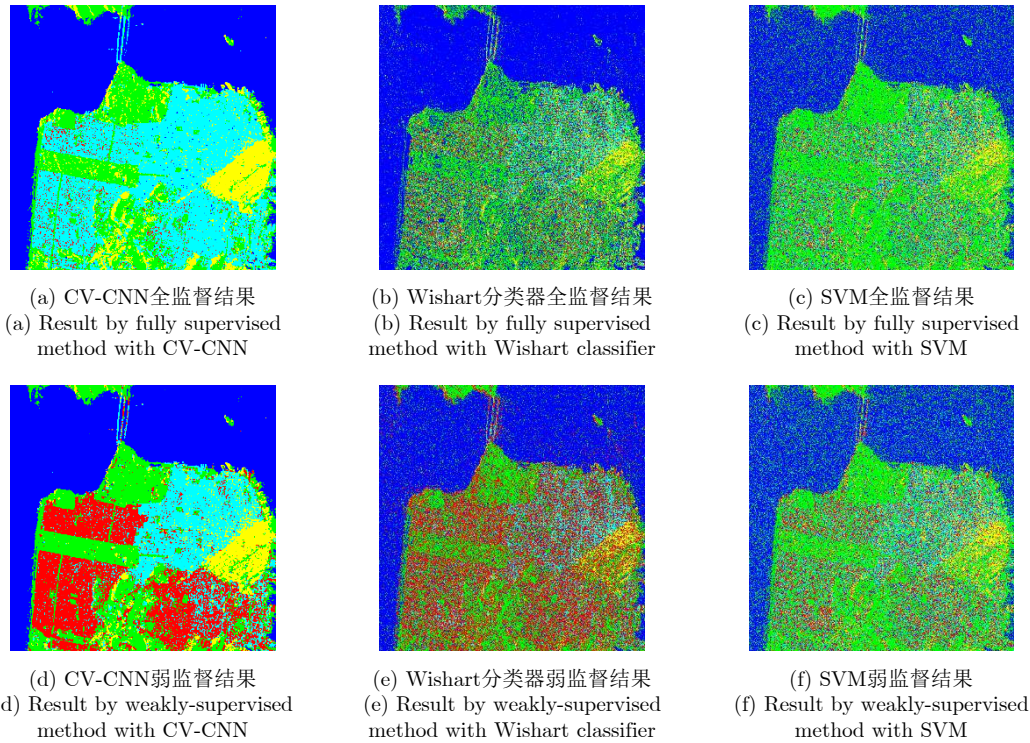 (a) CV-CNN全监督结果
(a) Result by fully supervised
method with CV-CNN
(b) Wishart分类器全监督结果
(b) Result by fully supervised
method with Wishart classifier
(c) SVM全监督结果
(c) Result by fully supervised
method with SVM
(d) CV-CNN弱监督结果
d) Result by weakly-supervised
method with CV-CNN
(e) Wishart分类器弱监督结果
(e) Result by weakly-supervised
method with Wishart classifier
(f) SVM弱监督结果
(f) Result by weakly-supervised
method with SVM